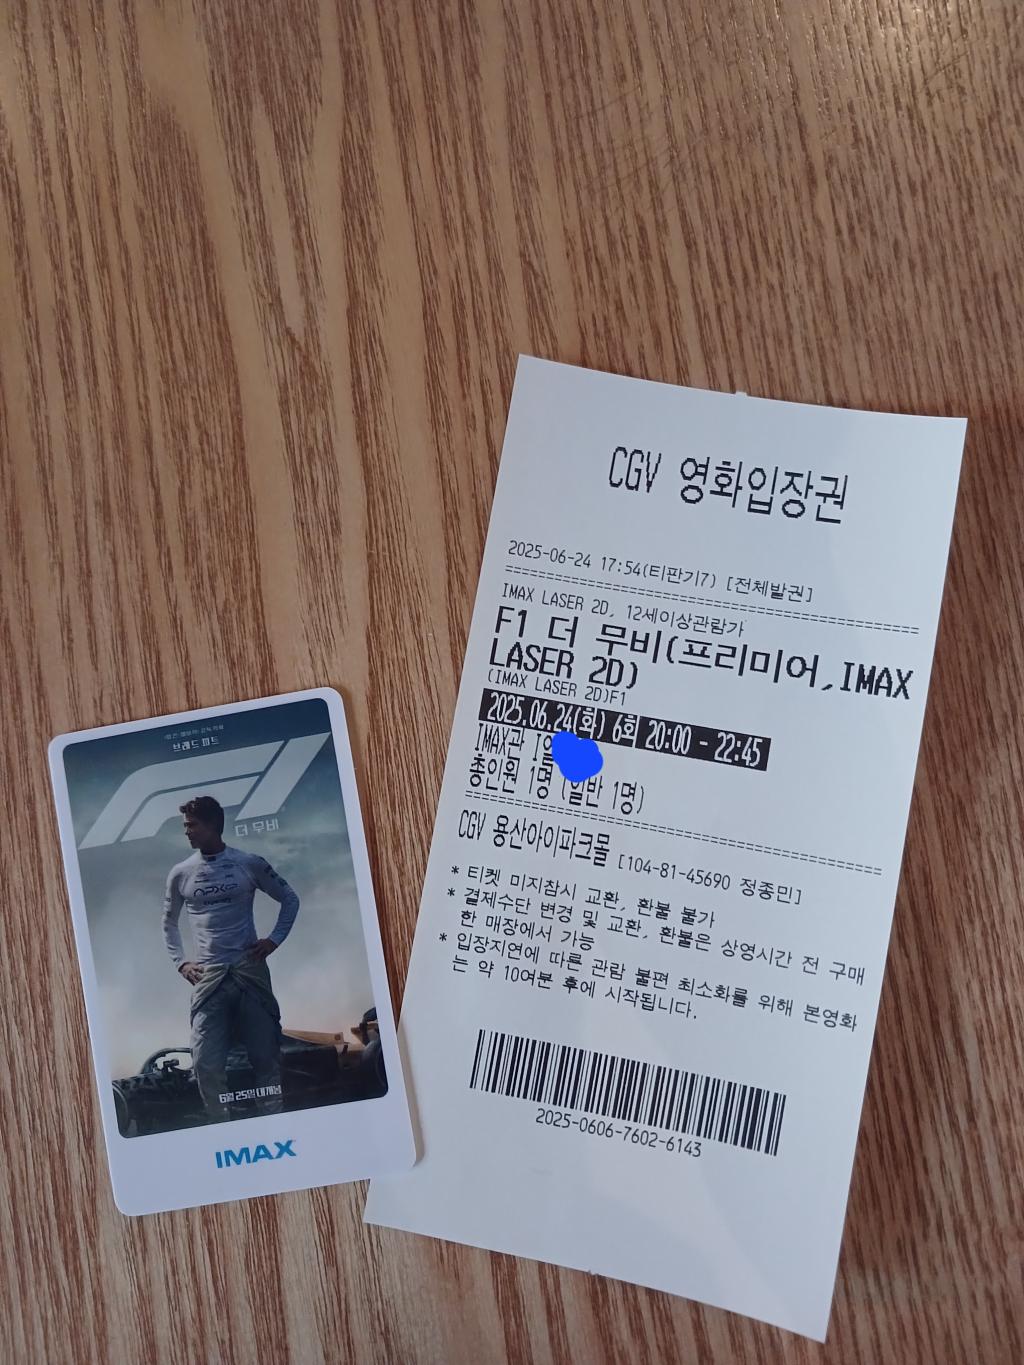 브래드 피트
F1
더 무비
APXGP
6월 25일 대개봉
IMAX
CGV 영화입장권
2025-06-24 17:54(티판기7) [전체발권]
IMAX LASER 2D, 12세이상관람가
F1 더 무비(프리미어,IMAX
LASER 2D)
(IMAX LASER 2D)F1
2025.06.24(화) 6회 20:00 - 22:45
IMAX관
총인원 1명 (일반 1명)
CGV 용산아이파크몰 [104-81-45690 정종민]
* 티켓 미지참시 교환, 환불 불가
* 결제수단 변경 및 교환, 환불은 상영시간 전 구매
한 매장에서 가능
* 입장지연에 따른 관람 불편 최소화를 위해 본영화
는 약 10여분 후에 시작됩니다.
2025-0606-7602-6143